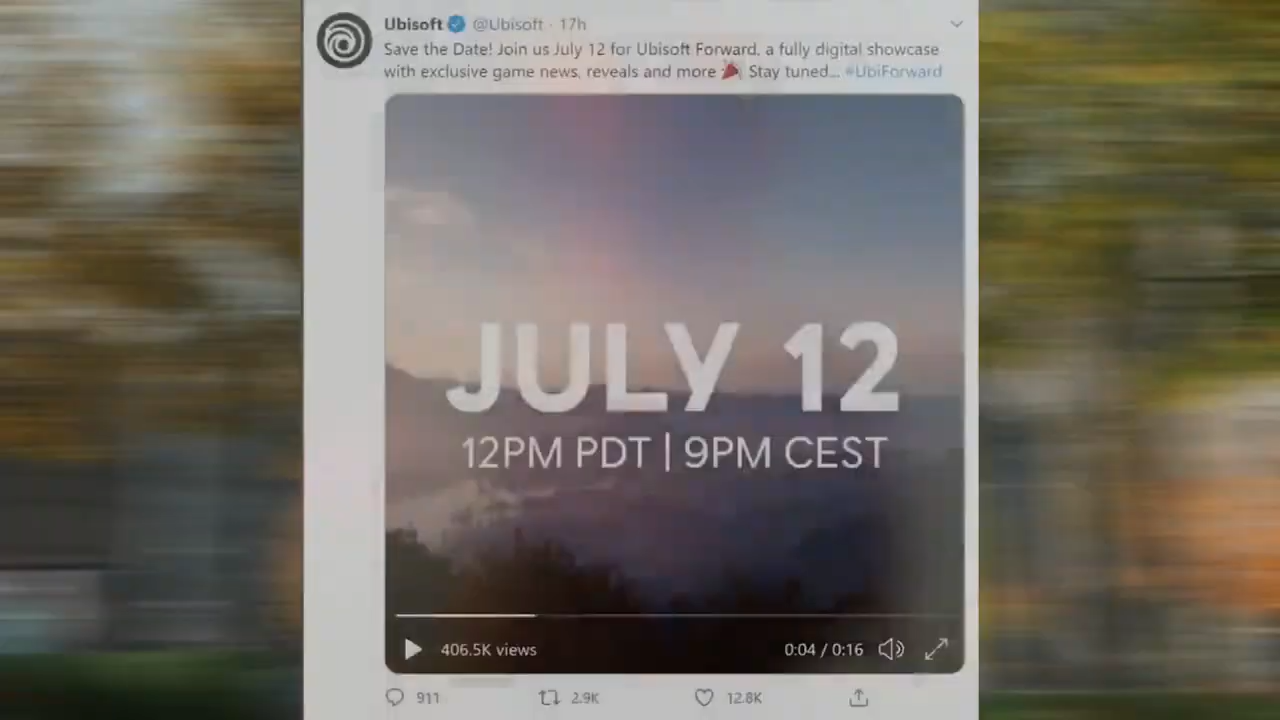 Ubisoft @Ubisoft · 17h
Save the Date! Join us July 12 for Ubisoft Forward, a fully digital showcase
with exclusive game news, reveals and more Stay tuned... #UbiForward
JULY 12
12PM PDT | 9PM CEST
406.5K views
0:04 / 0:16
911
2.9K
12.8K